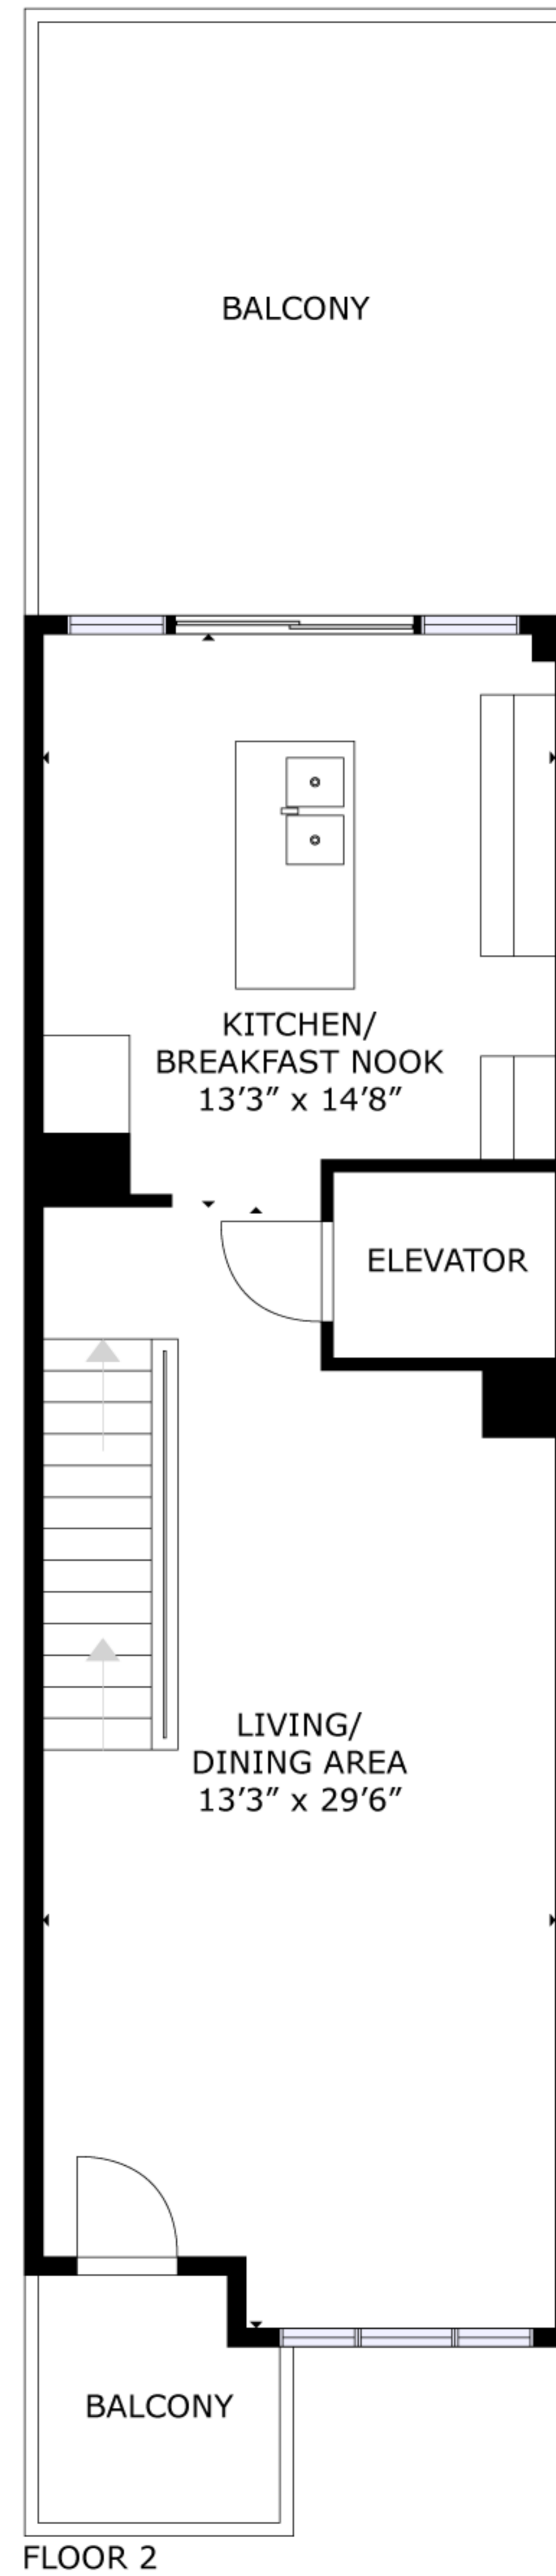 BALCONY
KITCHEN/
BREAKFAST NOOK
13’3” x 14’8”
ELEVATOR
LIVING/
DINING AREA
13’3” x 29’6”
BALCONY
FLOOR 2